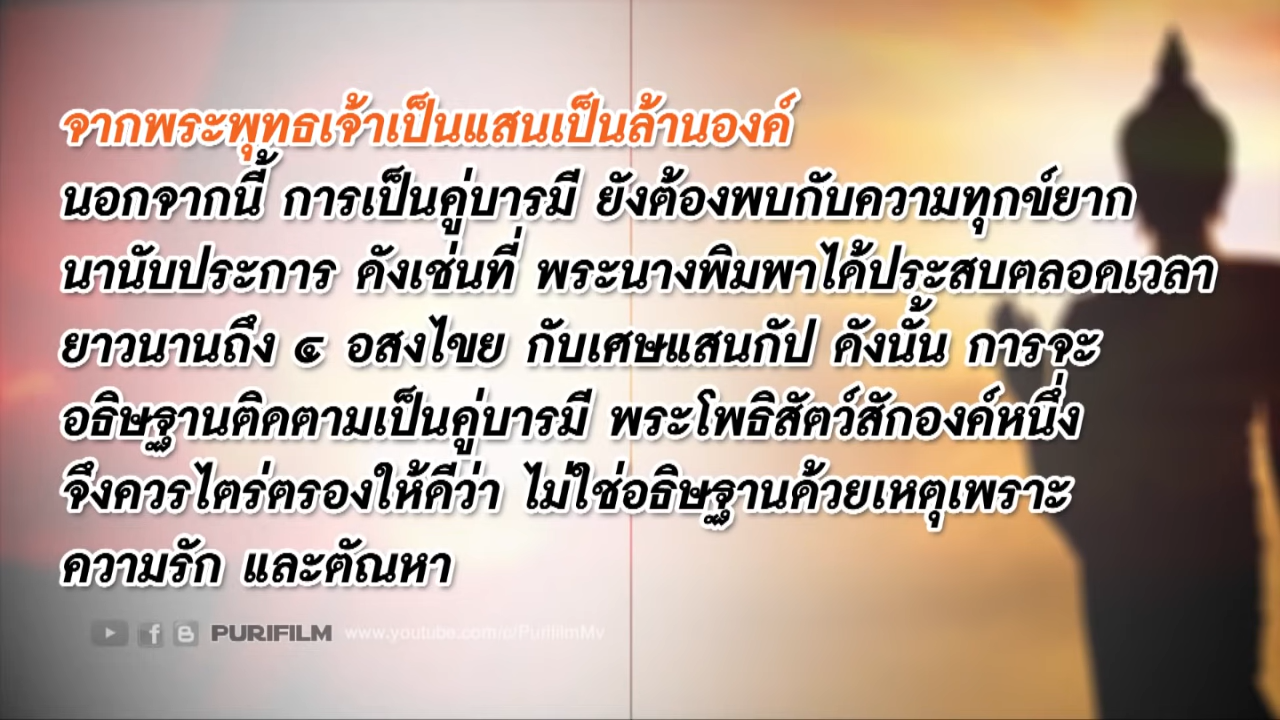 จากพระพุทธเจ้าเป็นแสนเป็นล้านองค์
นอกจากนี้ การเป็นคู่บารมี ยังต้องพบกับความทุกข์ยาก
นานับประการ ดังเช่นที่ พระนางพิมพาได้ประสบตลอดเวลา
ยาวนานถึง ๔ อสงไขย กับเศษแสนกัป ดังนั้น การจะ
อธิษฐานติดตามเป็นคู่บารมี พระโพธิสัตว์สักองค์หนึ่ง
จึงควรไตร่ตรองให้ดีว่า ไม่ใช่อธิษฐานด้วยเหตุเพราะ
ความรัก และตัณหา
PURIFILM www.youtube.com/c/PurifilmMv